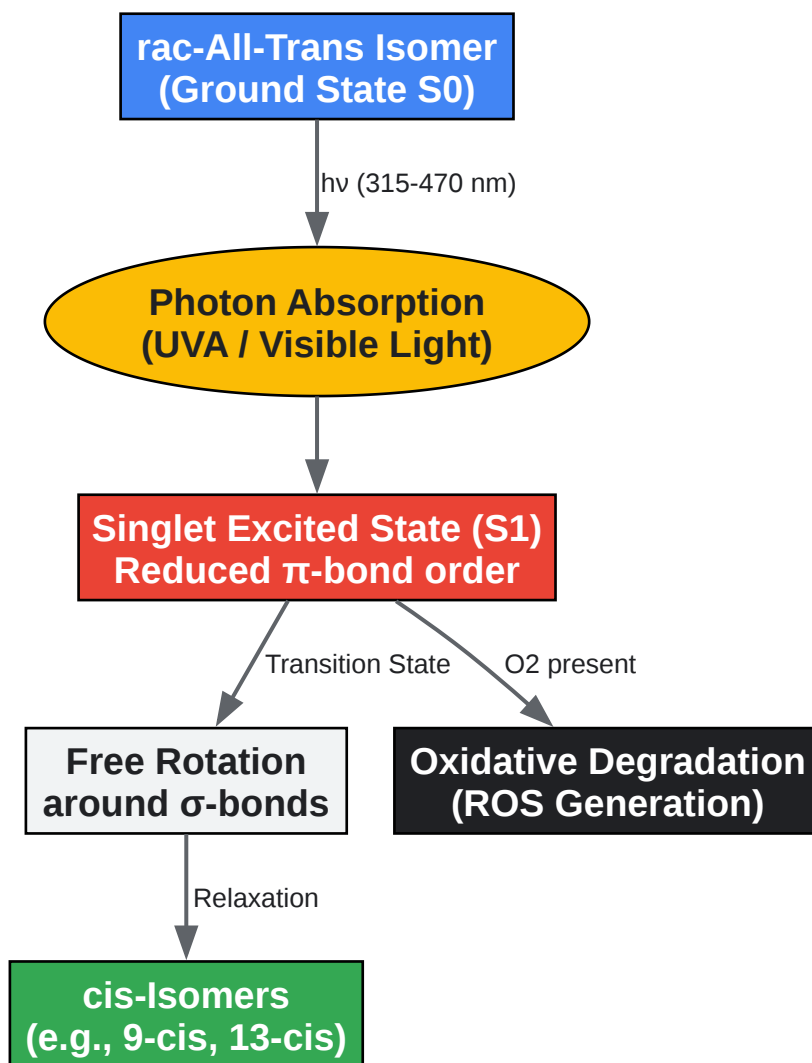 rac-All-Trans Isomer
(Ground State S0)
hν (315-470 nm)
Photon Absorption
(UVA / Visible Light)
Singlet Excited State (S1)
Reduced π-bond order
Transition State
O2 present
Free Rotation
around σ-bonds
Oxidative Degradation
(ROS Generation)
Relaxation
cis-Isomers
(e.g., 9-cis, 13-cis)